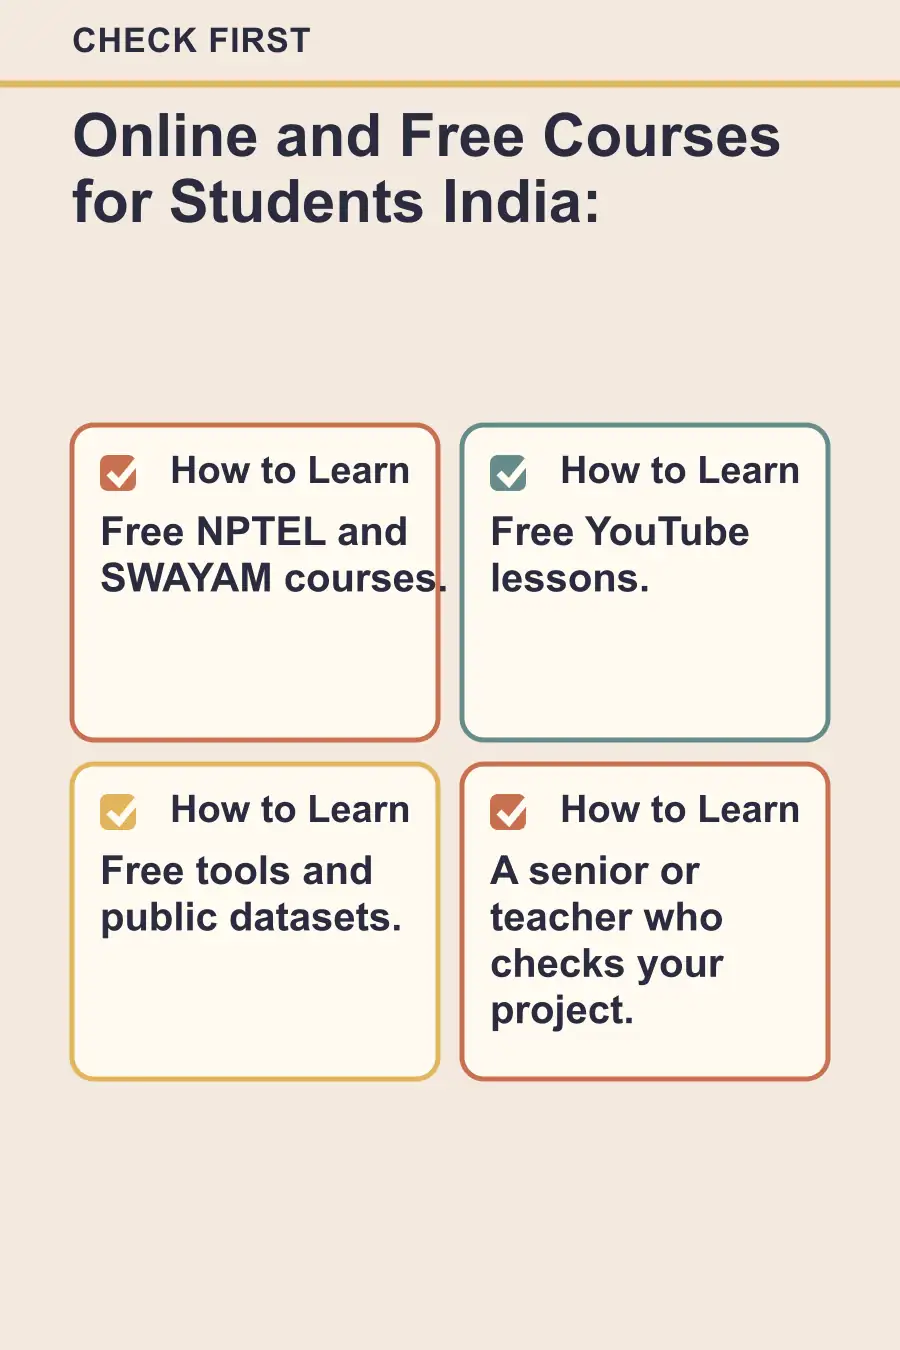 CHECK FIRST
Online and Free Courses
for Students India:
How to Learn
Free NPTEL and
SWAYAM courses.
How to Learn
Free YouTube
lessons.
How to Learn
Free tools and
public datasets.
How to Learn
A senior or
teacher who
checks your
project.